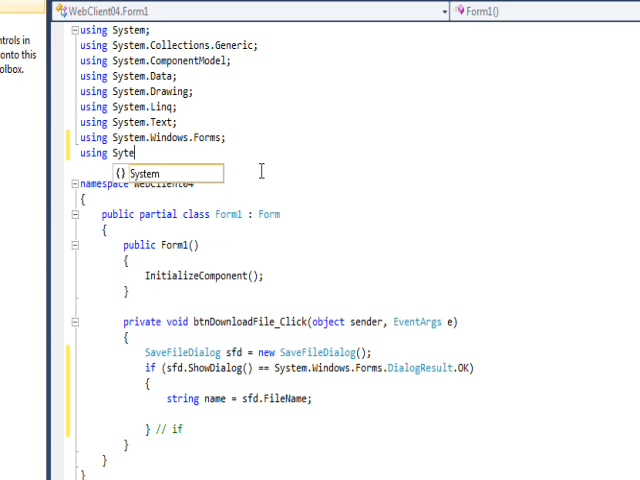 WebClient04.Form1
Form1()
ntrols in
onto this
olbox.
using System;
using System.Collections.Generic;
using System.ComponentModel;
using System.Data;
using System.Drawing;
using System.Linq;
using System.Text;
using System.Windows.Forms;
using Syte
{} System
namespace WebClient04
{
public partial class Form1 : Form
{
public Form1()
{
InitializeComponent();
}
private void btnDownloadFile_Click(object sender, EventArgs e)
{
SaveFileDialog sfd = new SaveFileDialog();
if (sfd.ShowDialog() == System.Windows.Forms.DialogResult.OK)
{
string name = sfd.FileName;
} // if
}
}
}